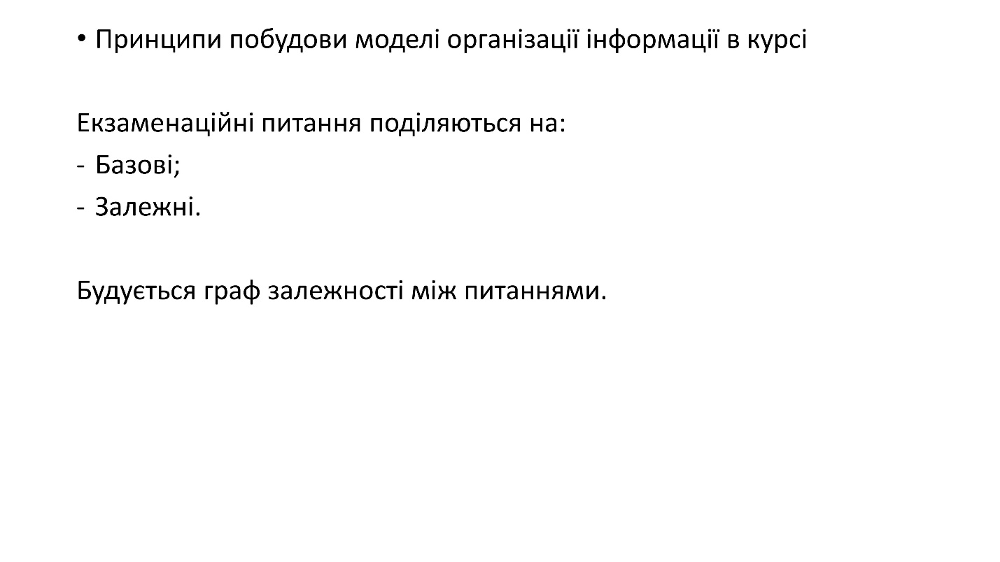 • Принципи побудови моделі організації інформації в курсі
Екзаменаційні питання поділяються на:
- Базові;
- Залежні.
Будується граф залежності між питаннями.